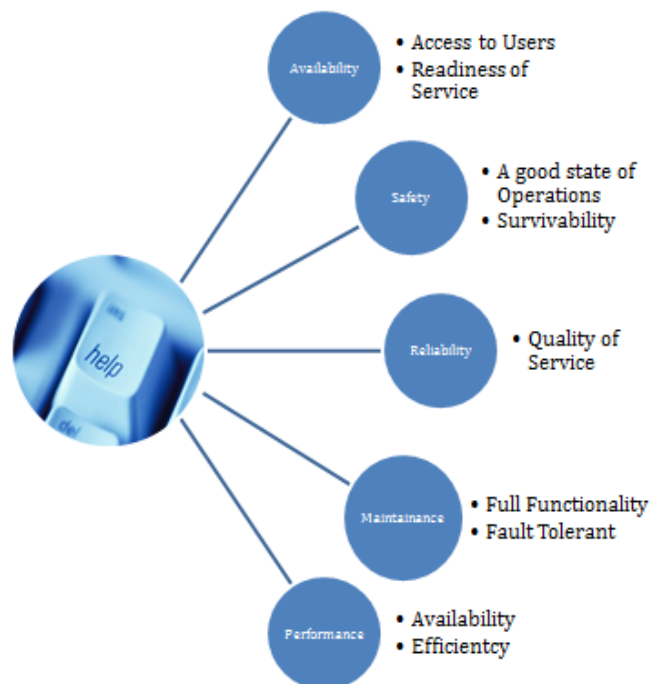 Availability
• Access to Users
• Readiness of
Service
Safety
• A good state of
Operations
• Survivability
help
del
Reliability
• Quality of
Service
Maintainance
• Full Functionality
• Fault Tolerant
Performance
• Availability
• Efficientcy